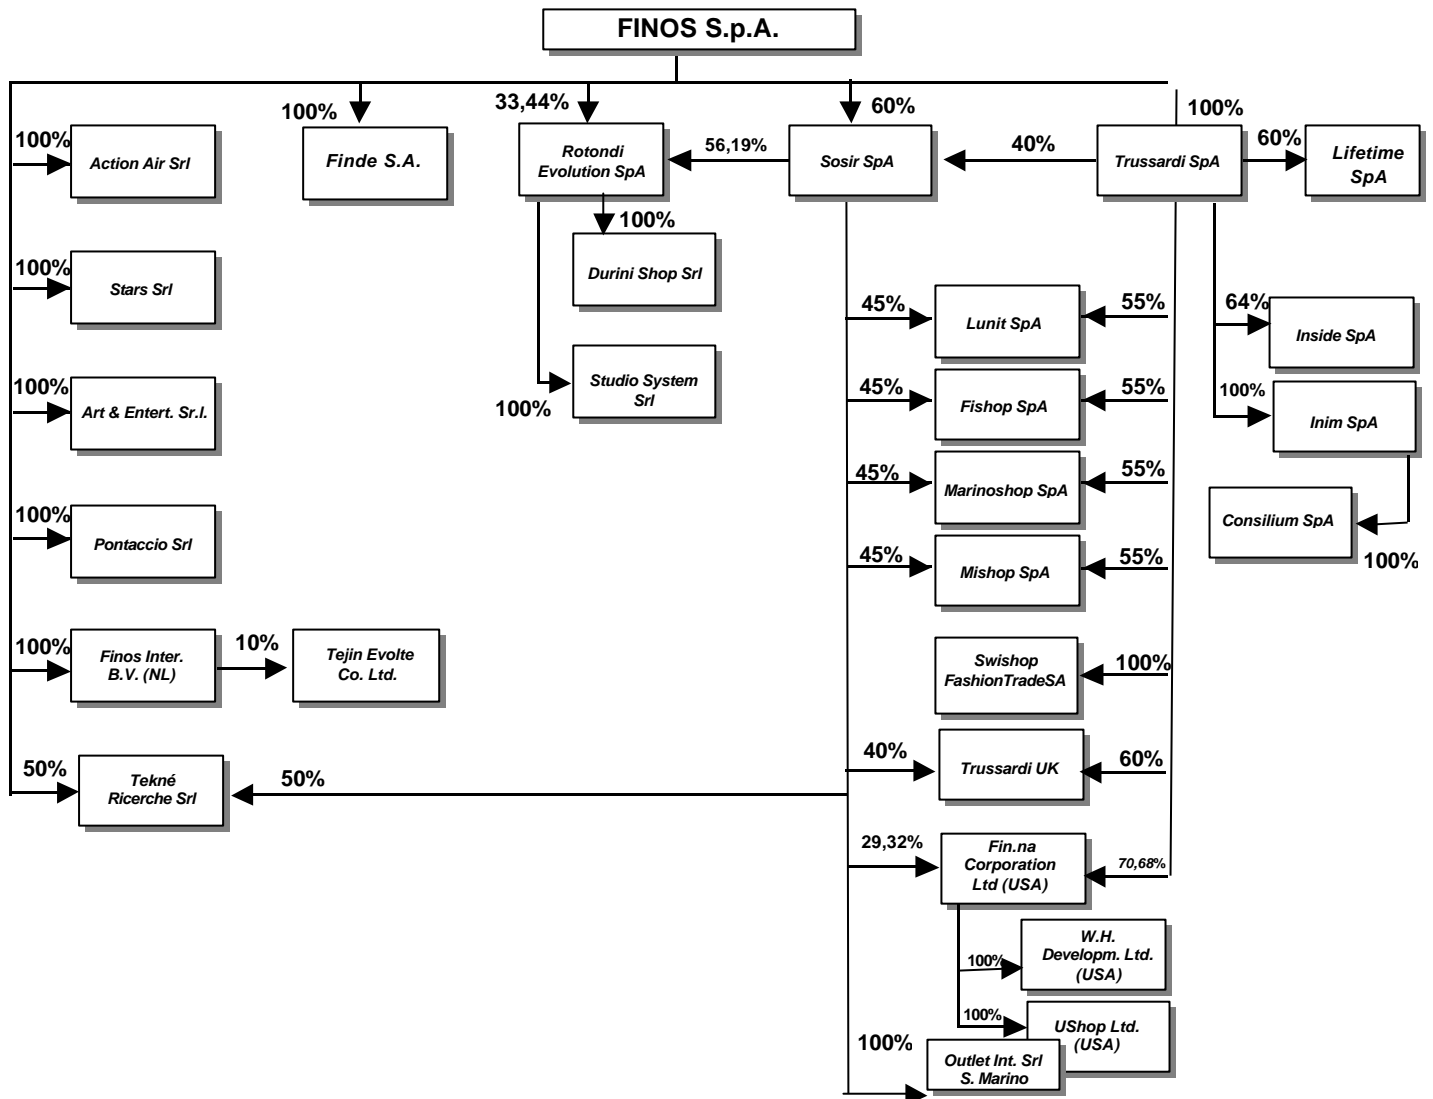 FINOS S.p.A.
100%
33,44%
60%
100%
100%
Action Air Srl
Finde S.A.
Rotondi
Evolution SpA
56,19%
Sosir SpA
40%
Trussardi SpA
60%
Lifetime
SpA
100%
Durini Shop Srl
100%
Stars Srl
100%
Studio System
Srl
45%
Lunit SpA
55%
64%
Inside SpA
100%
Art & Entert. Sr.l.
45%
Fishop SpA
55%
100%
Inim SpA
100%
Pontaccio Srl
45%
Marinoshop SpA
55%
Consilium SpA
100%
45%
Mishop SpA
55%
100%
Finos Inter.
B.V. (NL)
10%
Tejin Evolte
Co. Ltd.
Swishop
FashionTradeSA
100%
50%
Tekné
Ricerche Srl
50%
40%
Trussardi UK
60%
29,32%
Fin.na
Corporation
Ltd (USA)
70,68%
100%
W.H.
Developm. Ltd.
(USA)
100%
UShop Ltd.
(USA)
100%
Outlet Int. Srl
S. Marino